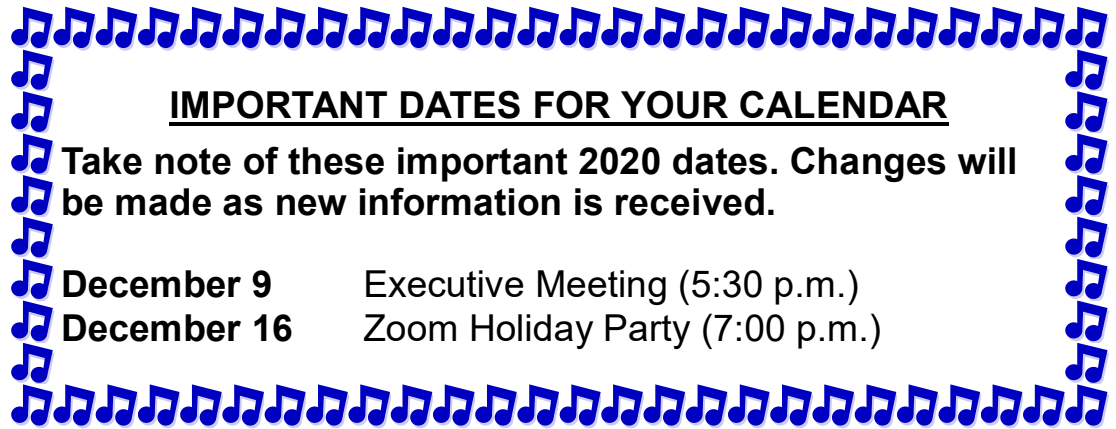 IMPORTANT DATES FOR YOUR CALENDAR
Take note of these important 2020 dates. Changes will
be made as new information is received.
December 9 Executive Meeting (5:30 p.m.)
December 16 Zoom Holiday Party (7:00 p.m.)